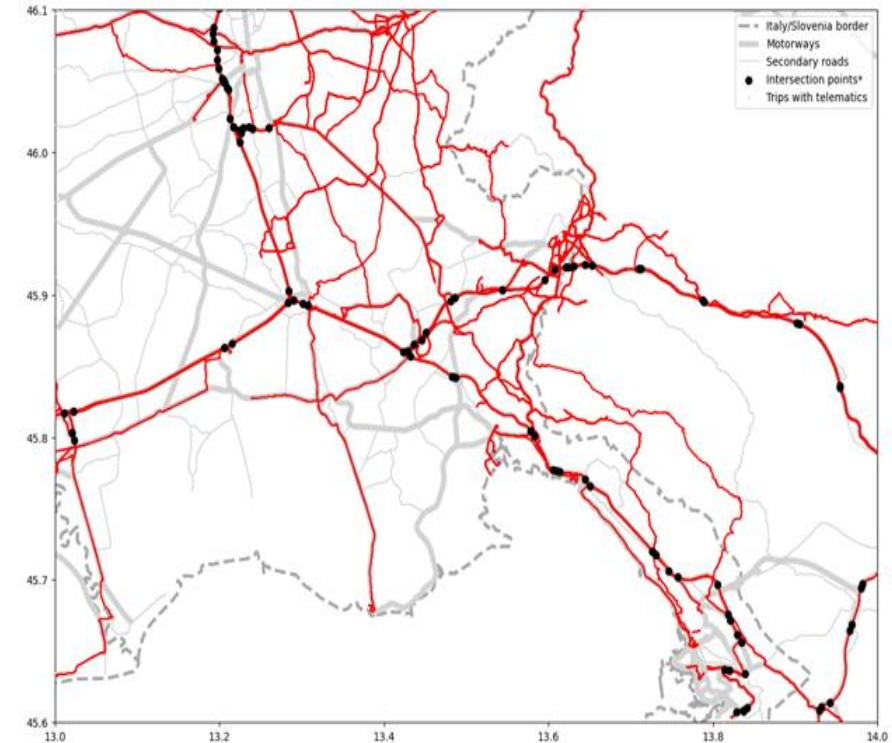 46.1
Italy/Slovenia border
Motorways
Secondary roads
Intersection points*
Trips with telematics
46.0
45.9
45.8
45.7
45.6
13.0 13.2 13.4 13.6 13.8 14.0